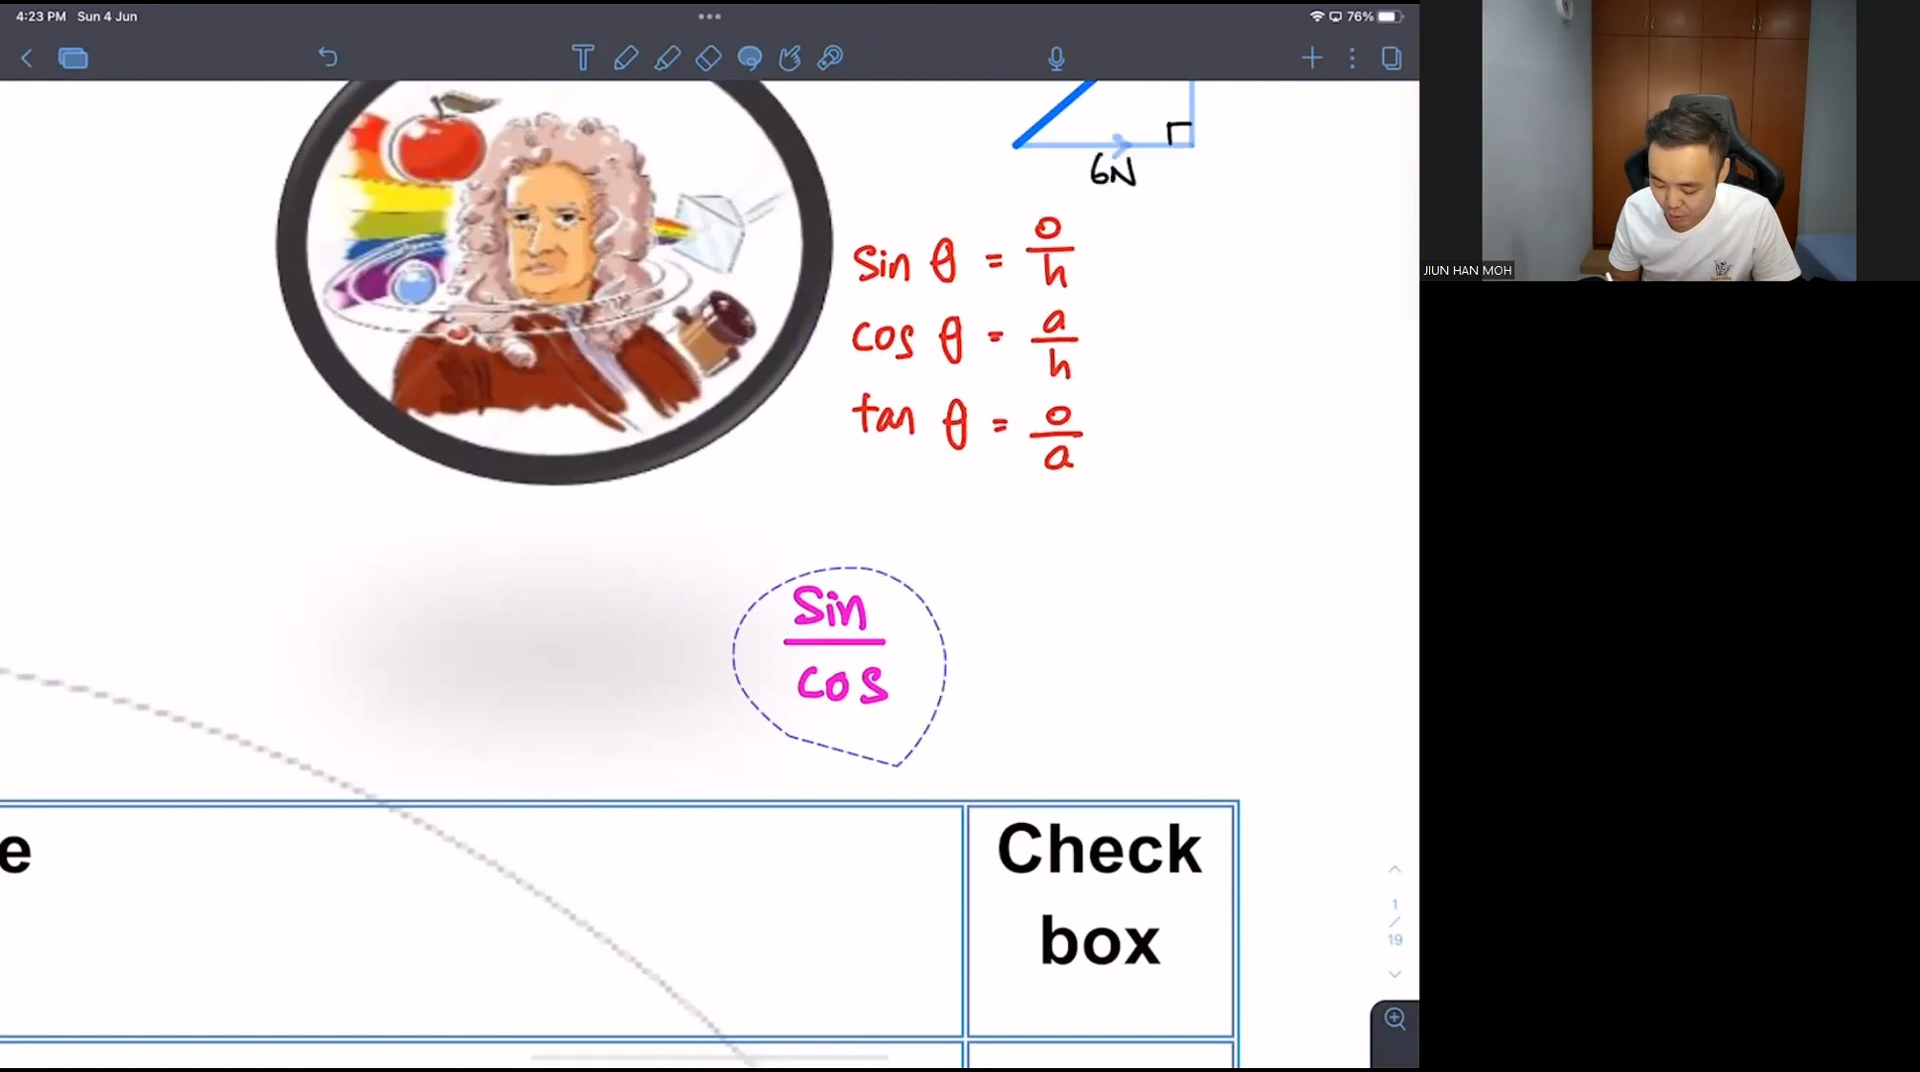 4:23 PM Sun 4 Jun
76%
6N
sin θ = o/h
cos θ = a/h
tan θ = o/a
sin
cos
e
Check
box
1
/
19
JIUN HAN MOH